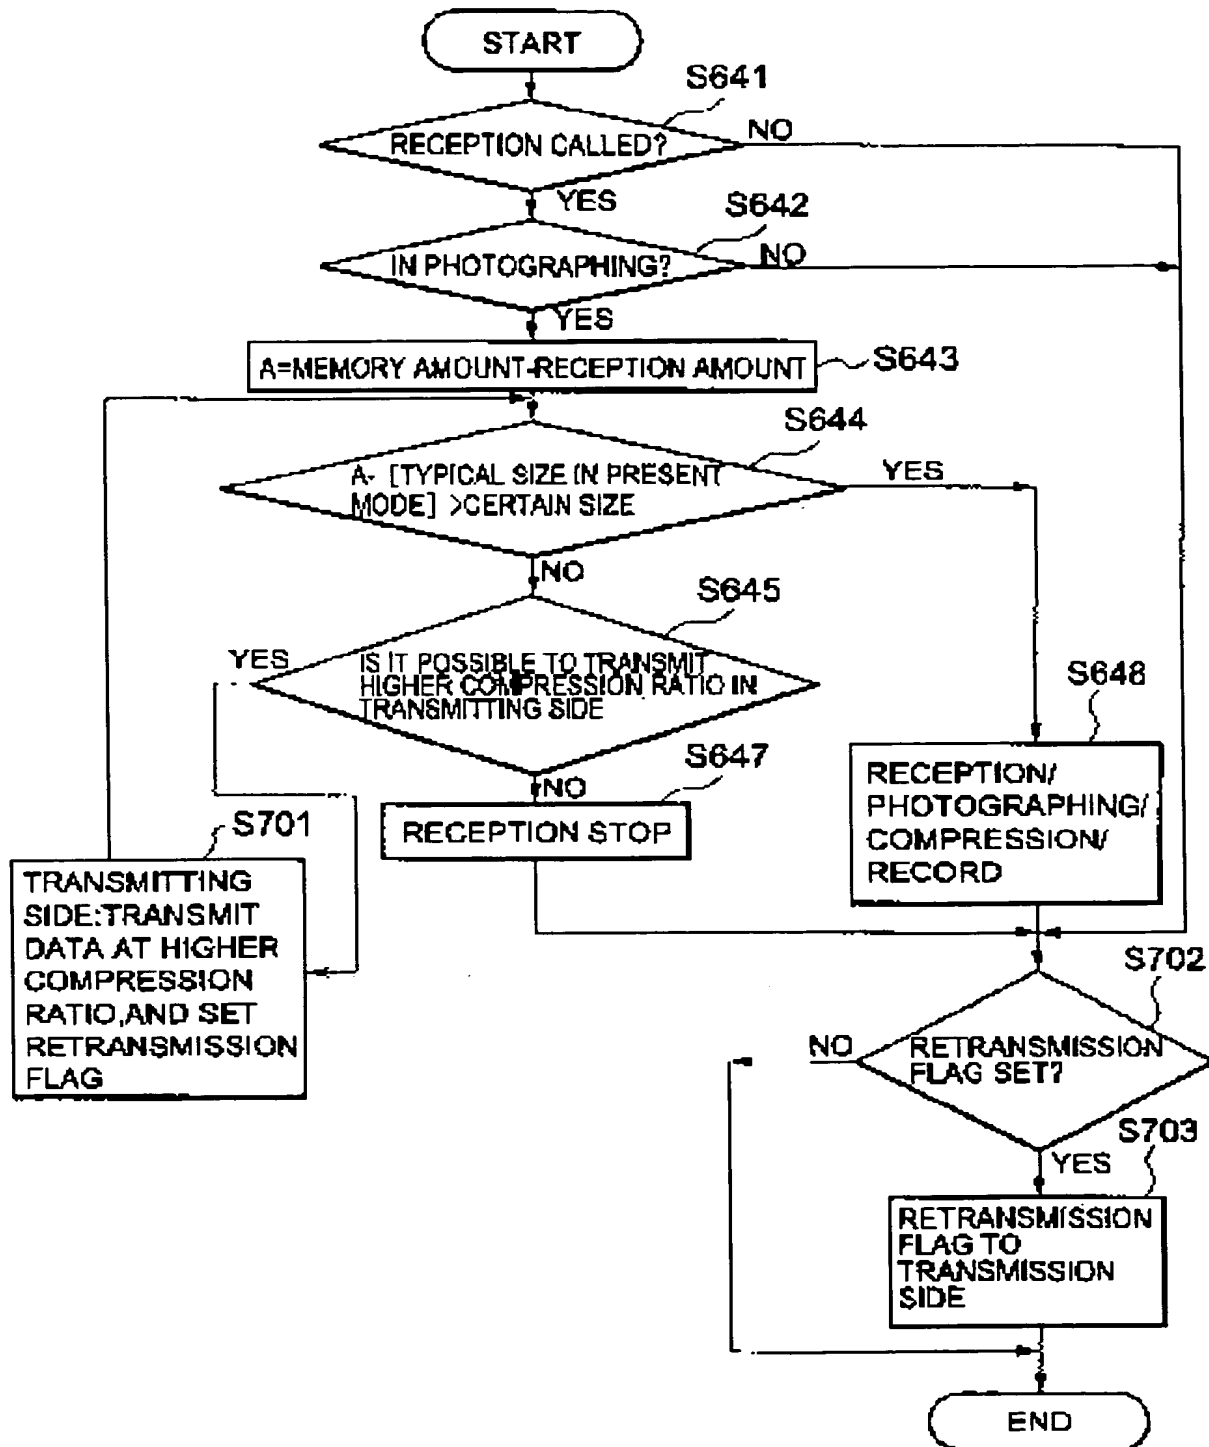 START
S641
RECEPTION CALLED?
NO
YES
S642
IN PHOTOGRAPHING?
NO
YES
A=MEMORY AMOUNT-RECEPTION AMOUNT
S643
S644
A- [TYPICAL SIZE IN PRESENT
MODE] >CERTAIN SIZE
YES
NO
S645
YES
IS IT POSSIBLE TO TRANSMIT
HIGHER COMPRESSION RATIO IN
TRANSMITTING SIDE
S648
S647
NO
RECEPTION STOP
RECEPTION/
PHOTOGRAPHING/
COMPRESSION/
RECORD
S701
TRANSMITTING
SIDE:TRANSMIT
DATA AT HIGHER
COMPRESSION
RATIO,AND SET
RETRANSMISSION
FLAG
S702
NO
RETRANSMISSION
FLAG SET?
S703
YES
RETRANSMISSION
FLAG TO
TRANSMISSION
SIDE
END